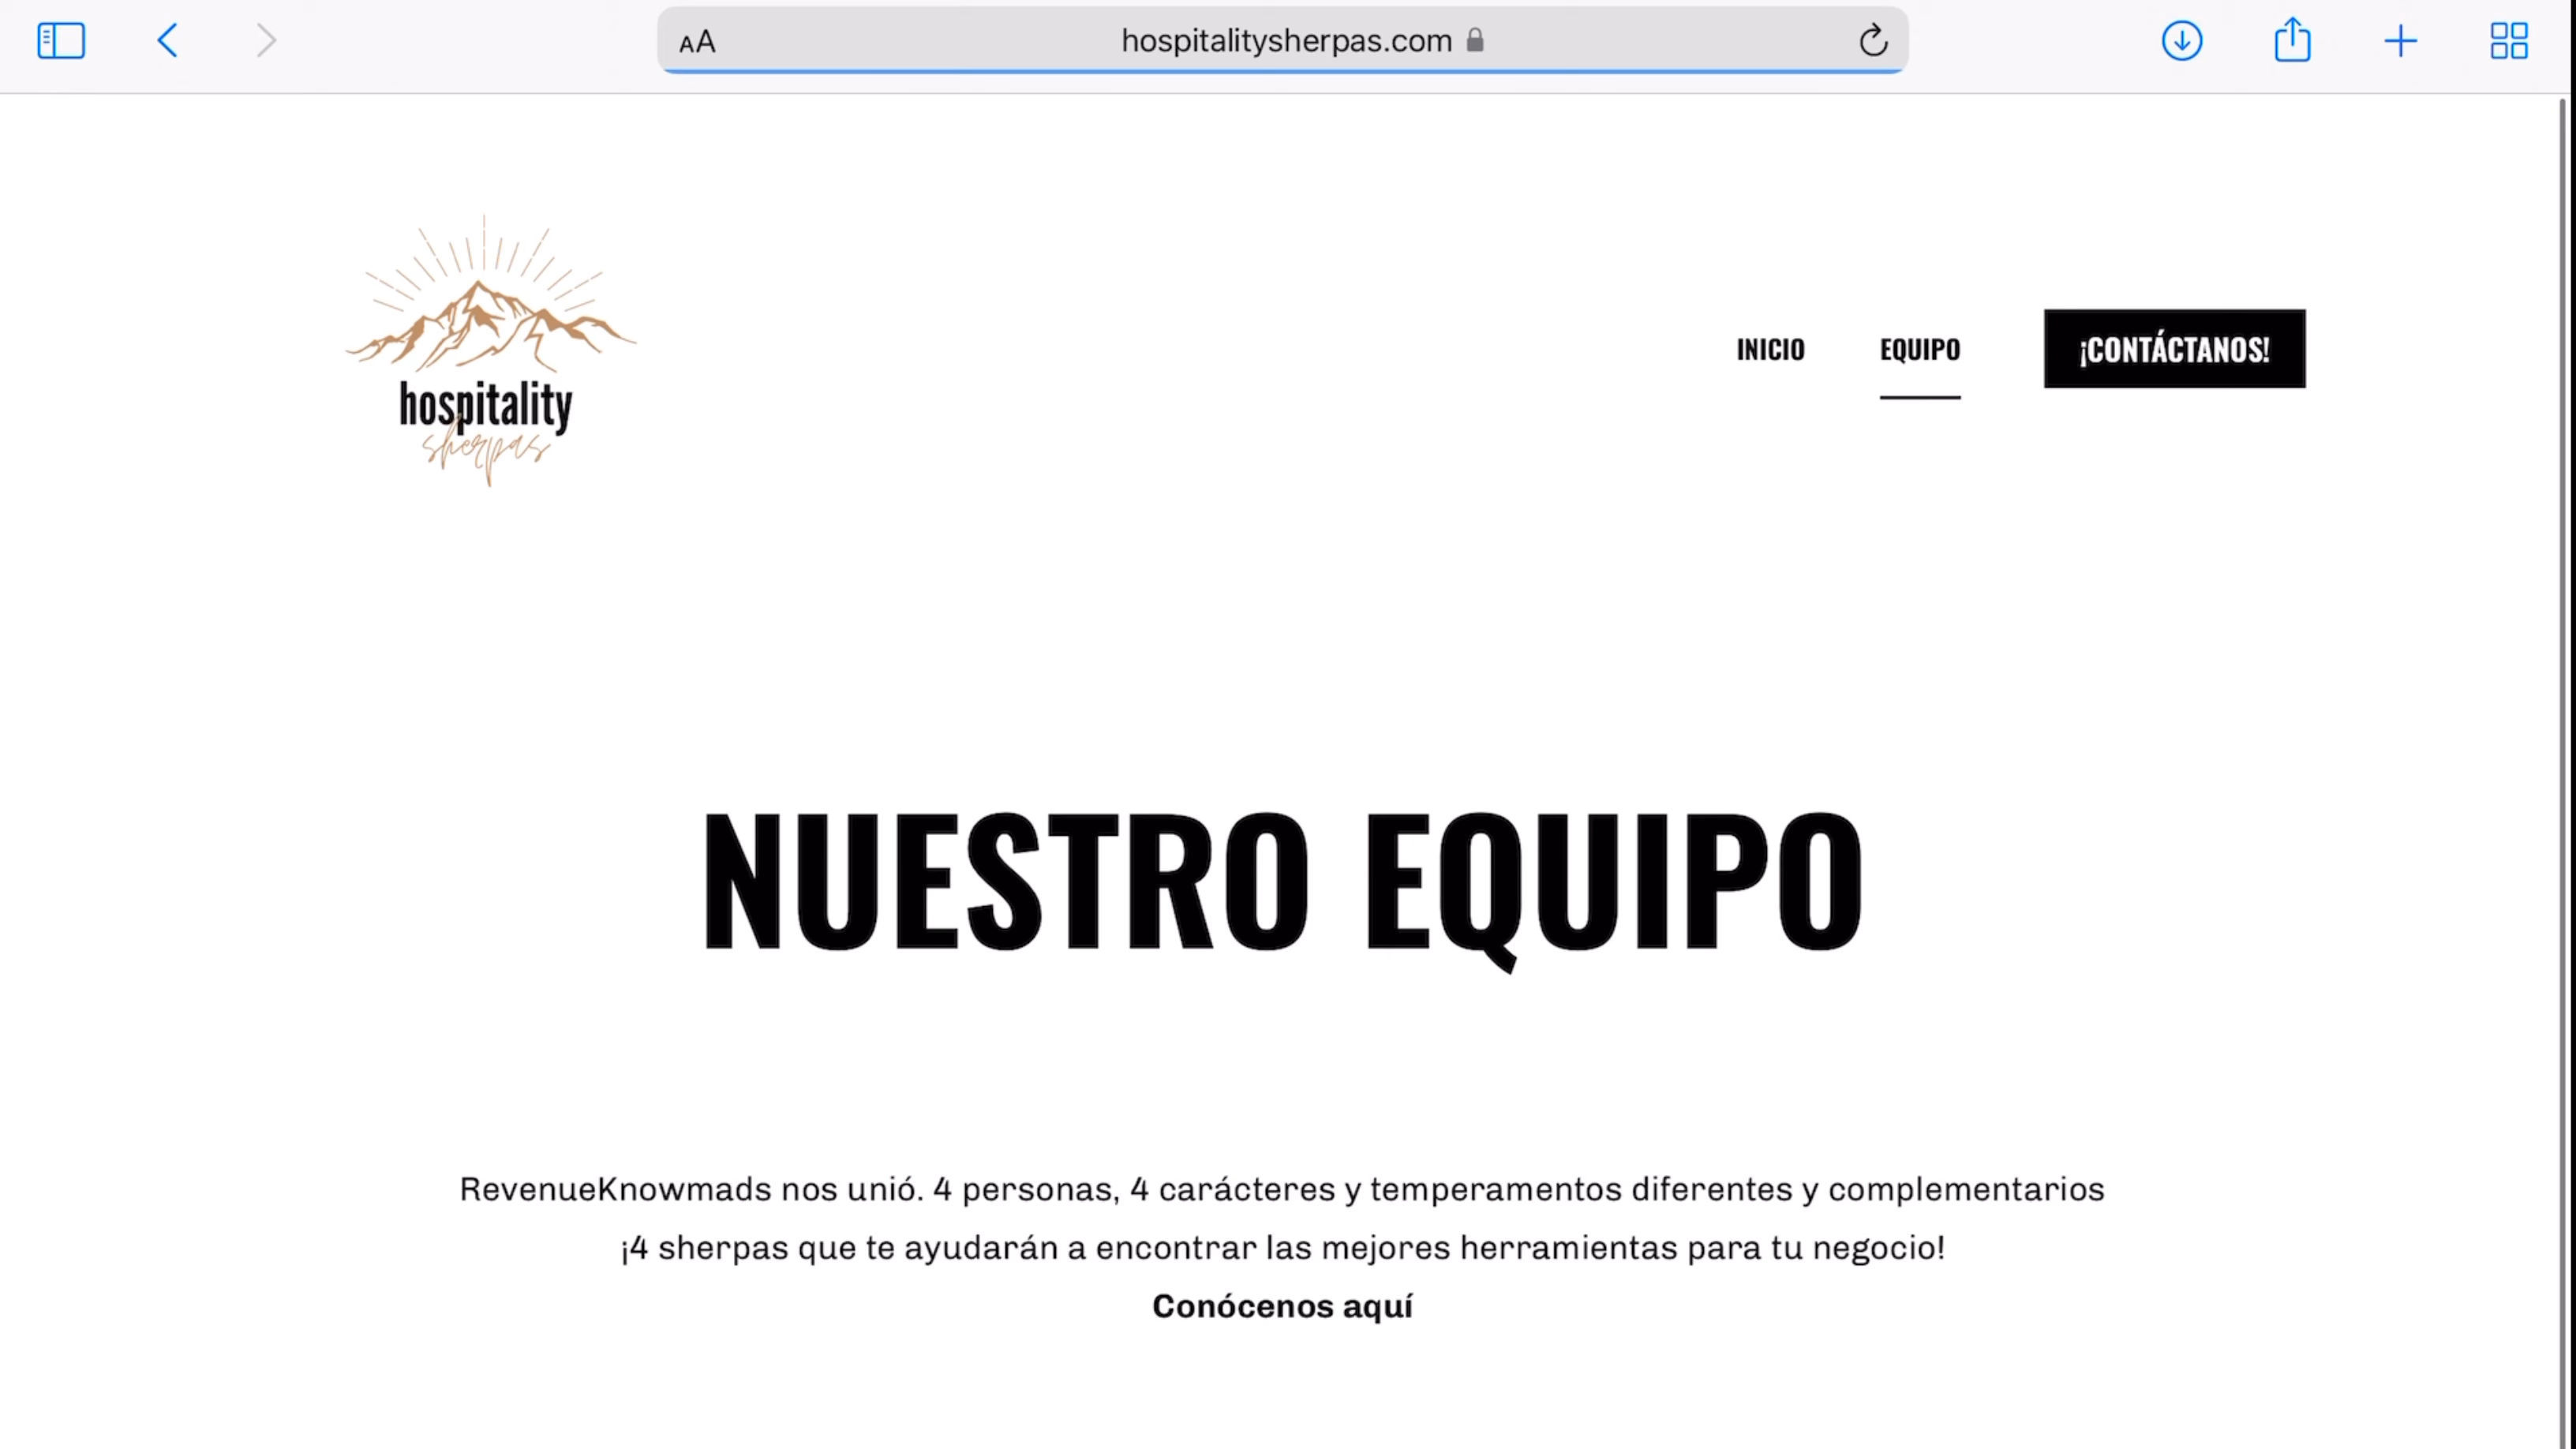 AA
hospitalitysherpas.com
hospitality
sherpas
INICIO
EQUIPO
¡CONTÁCTANOS!
NUESTRO EQUIPO
RevenueKnowmads nos unió. 4 personas, 4 carácteres y temperamentos diferentes y complementarios
¡4 sherpas que te ayudarán a encontrar las mejores herramientas para tu negocio!
Conócenos aquí